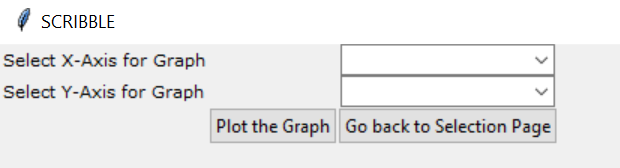 SCRIBBLE
Select X-Axis for Graph
Select Y-Axis for Graph
Plot the Graph Go back to Selection Page